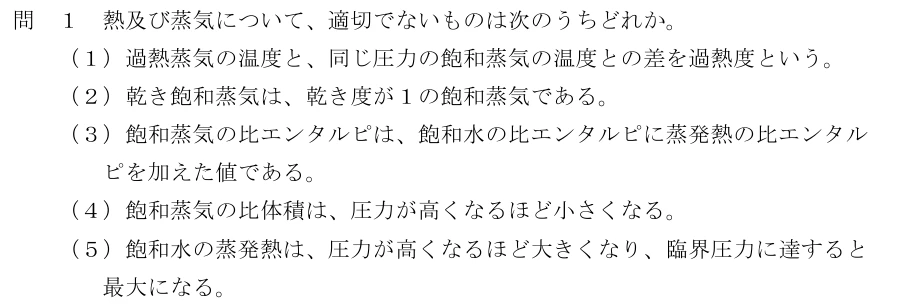 問　１　熱及び蒸気について、適切でないものは次のうちどれか。
（１）過熱蒸気の温度と、同じ圧力の飽和蒸気の温度との差を過熱度という。
（２）乾き飽和蒸気は、乾き度が１の飽和蒸気である。
（３）飽和蒸気の比エンタルピは、飽和水の比エンタルピに蒸発熱の比エンタル
ピを加えた値である。
（４）飽和蒸気の比体積は、圧力が高くなるほど小さくなる。
（５）飽和水の蒸発熱は、圧力が高くなるほど大きくなり、臨界圧力に達すると
最大になる。